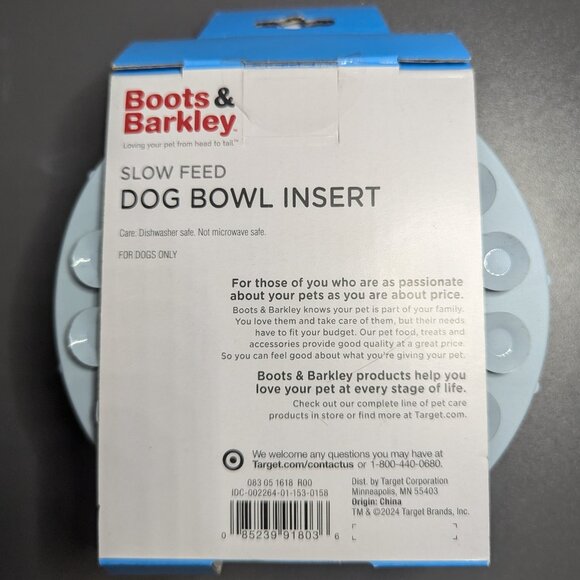 Boots &
Barkley™
Loving your pet from head to tail.™
SLOW FEED
DOG BOWL INSERT
Care: Dishwasher safe. Not microwave safe.
FOR DOGS ONLY
For those of you who are as passionate
about your pets as you are about price.
Boots & Barkley knows your pet is part of your family.
You love them and take care of them, but their needs
have to fit your budget. Our pet food, treats and
accessories provide good quality at a great price.
So you can feel good about what you're giving your pet.
Boots & Barkley products help you
love your pet at every stage of life.
Check out our complete line of pet care
products in store or find more at Target.com.
We welcome any questions you may have at
Target.com/contactus or 1-800-440-0680.
083 05 1618 R00
IDC-002264-01-153-0158
0 85239 91803 6
Dist. by Target Corporation
Minneapolis, MN 55403
Origin: China
TM & ©2024 Target Brands, Inc.